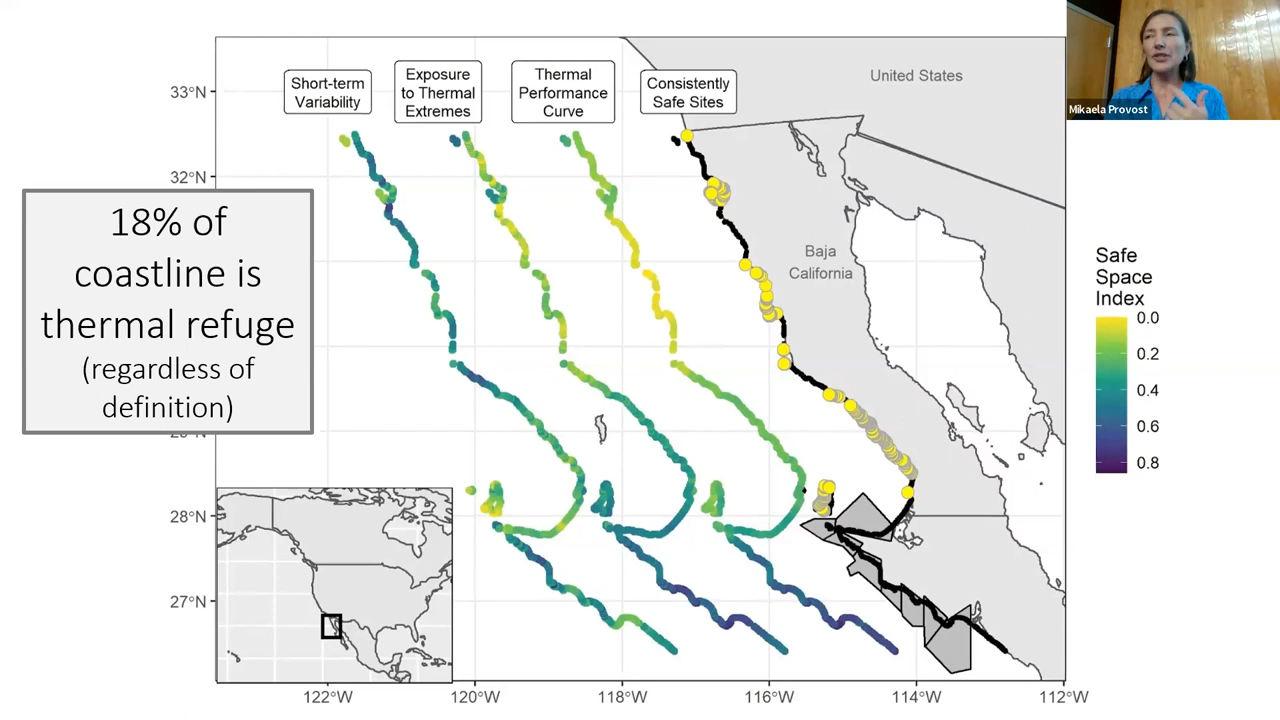 Short-term
Variability
Exposure
to Thermal
Extremes
Thermal
Performance
Curve
Consistently
Safe Sites
United States
Mikaela Provost
33°N
32°N
28°N
27°N
18% of
coastline is
thermal refuge
(regardless of
definition)
Baja
California
Safe
Space
Index
0.0
0.2
0.4
0.6
0.8
122°W
120°W
118°W
116°W
114°W
112°W